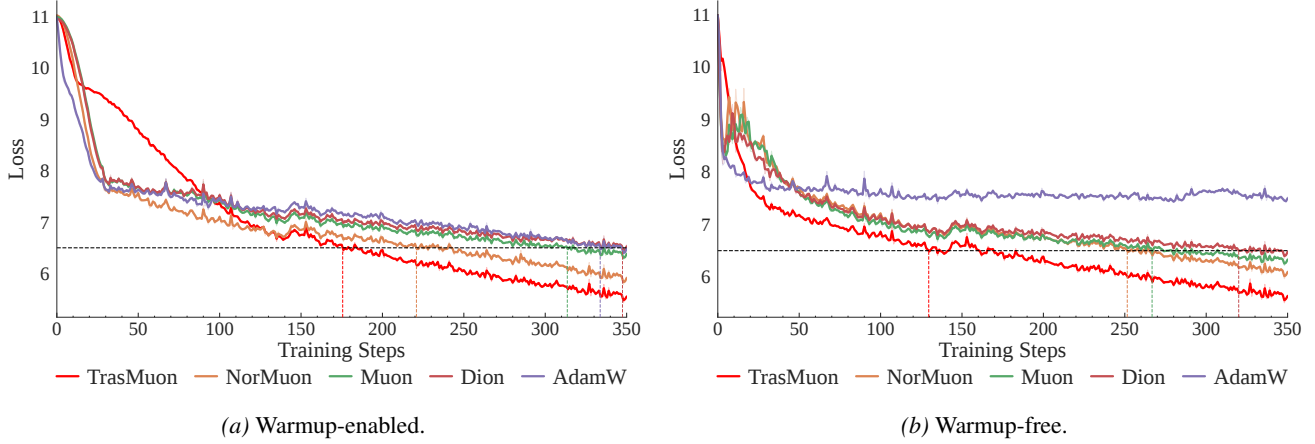 11
10
9
8
7
6
Loss
0 50 100 150 200 250 300 350
Training Steps
TrasMuon NorMuon Muon Dion AdamW
(a) Warmup-enabled.
11
10
9
8
7
6
Loss
0 50 100 150 200 250 300 350
Training Steps
TrasMuon NorMuon Muon Dion AdamW
(b) Warmup-free.